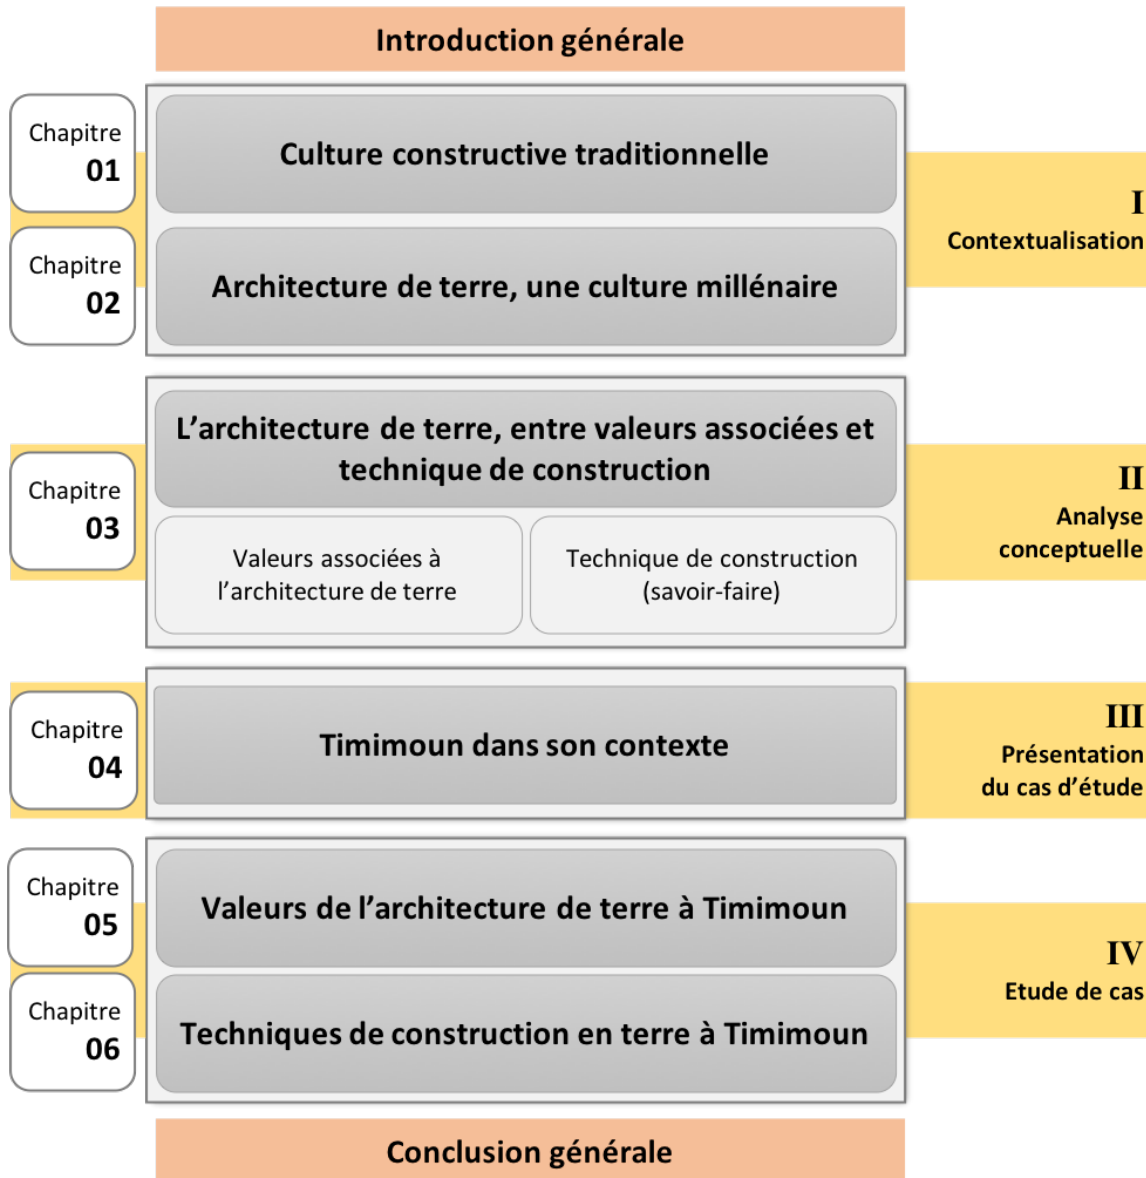 Introduction générale
Chapitre
01
Culture constructive traditionnelle
I
Contextualisation
Chapitre
02
Architecture de terre, une culture millénaire
L’architecture de terre, entre valeurs associées et
technique de construction
Chapitre
03
II
Analyse
conceptuelle
Valeurs associées à
l’architecture de terre
Technique de construction
(savoir-faire)
Chapitre
04
Timimoun dans son contexte
III
Présentation
du cas d’étude
Chapitre
05
Valeurs de l’architecture de terre à Timimoun
IV
Etude de cas
Chapitre
06
Techniques de construction en terre à Timimoun
Conclusion générale